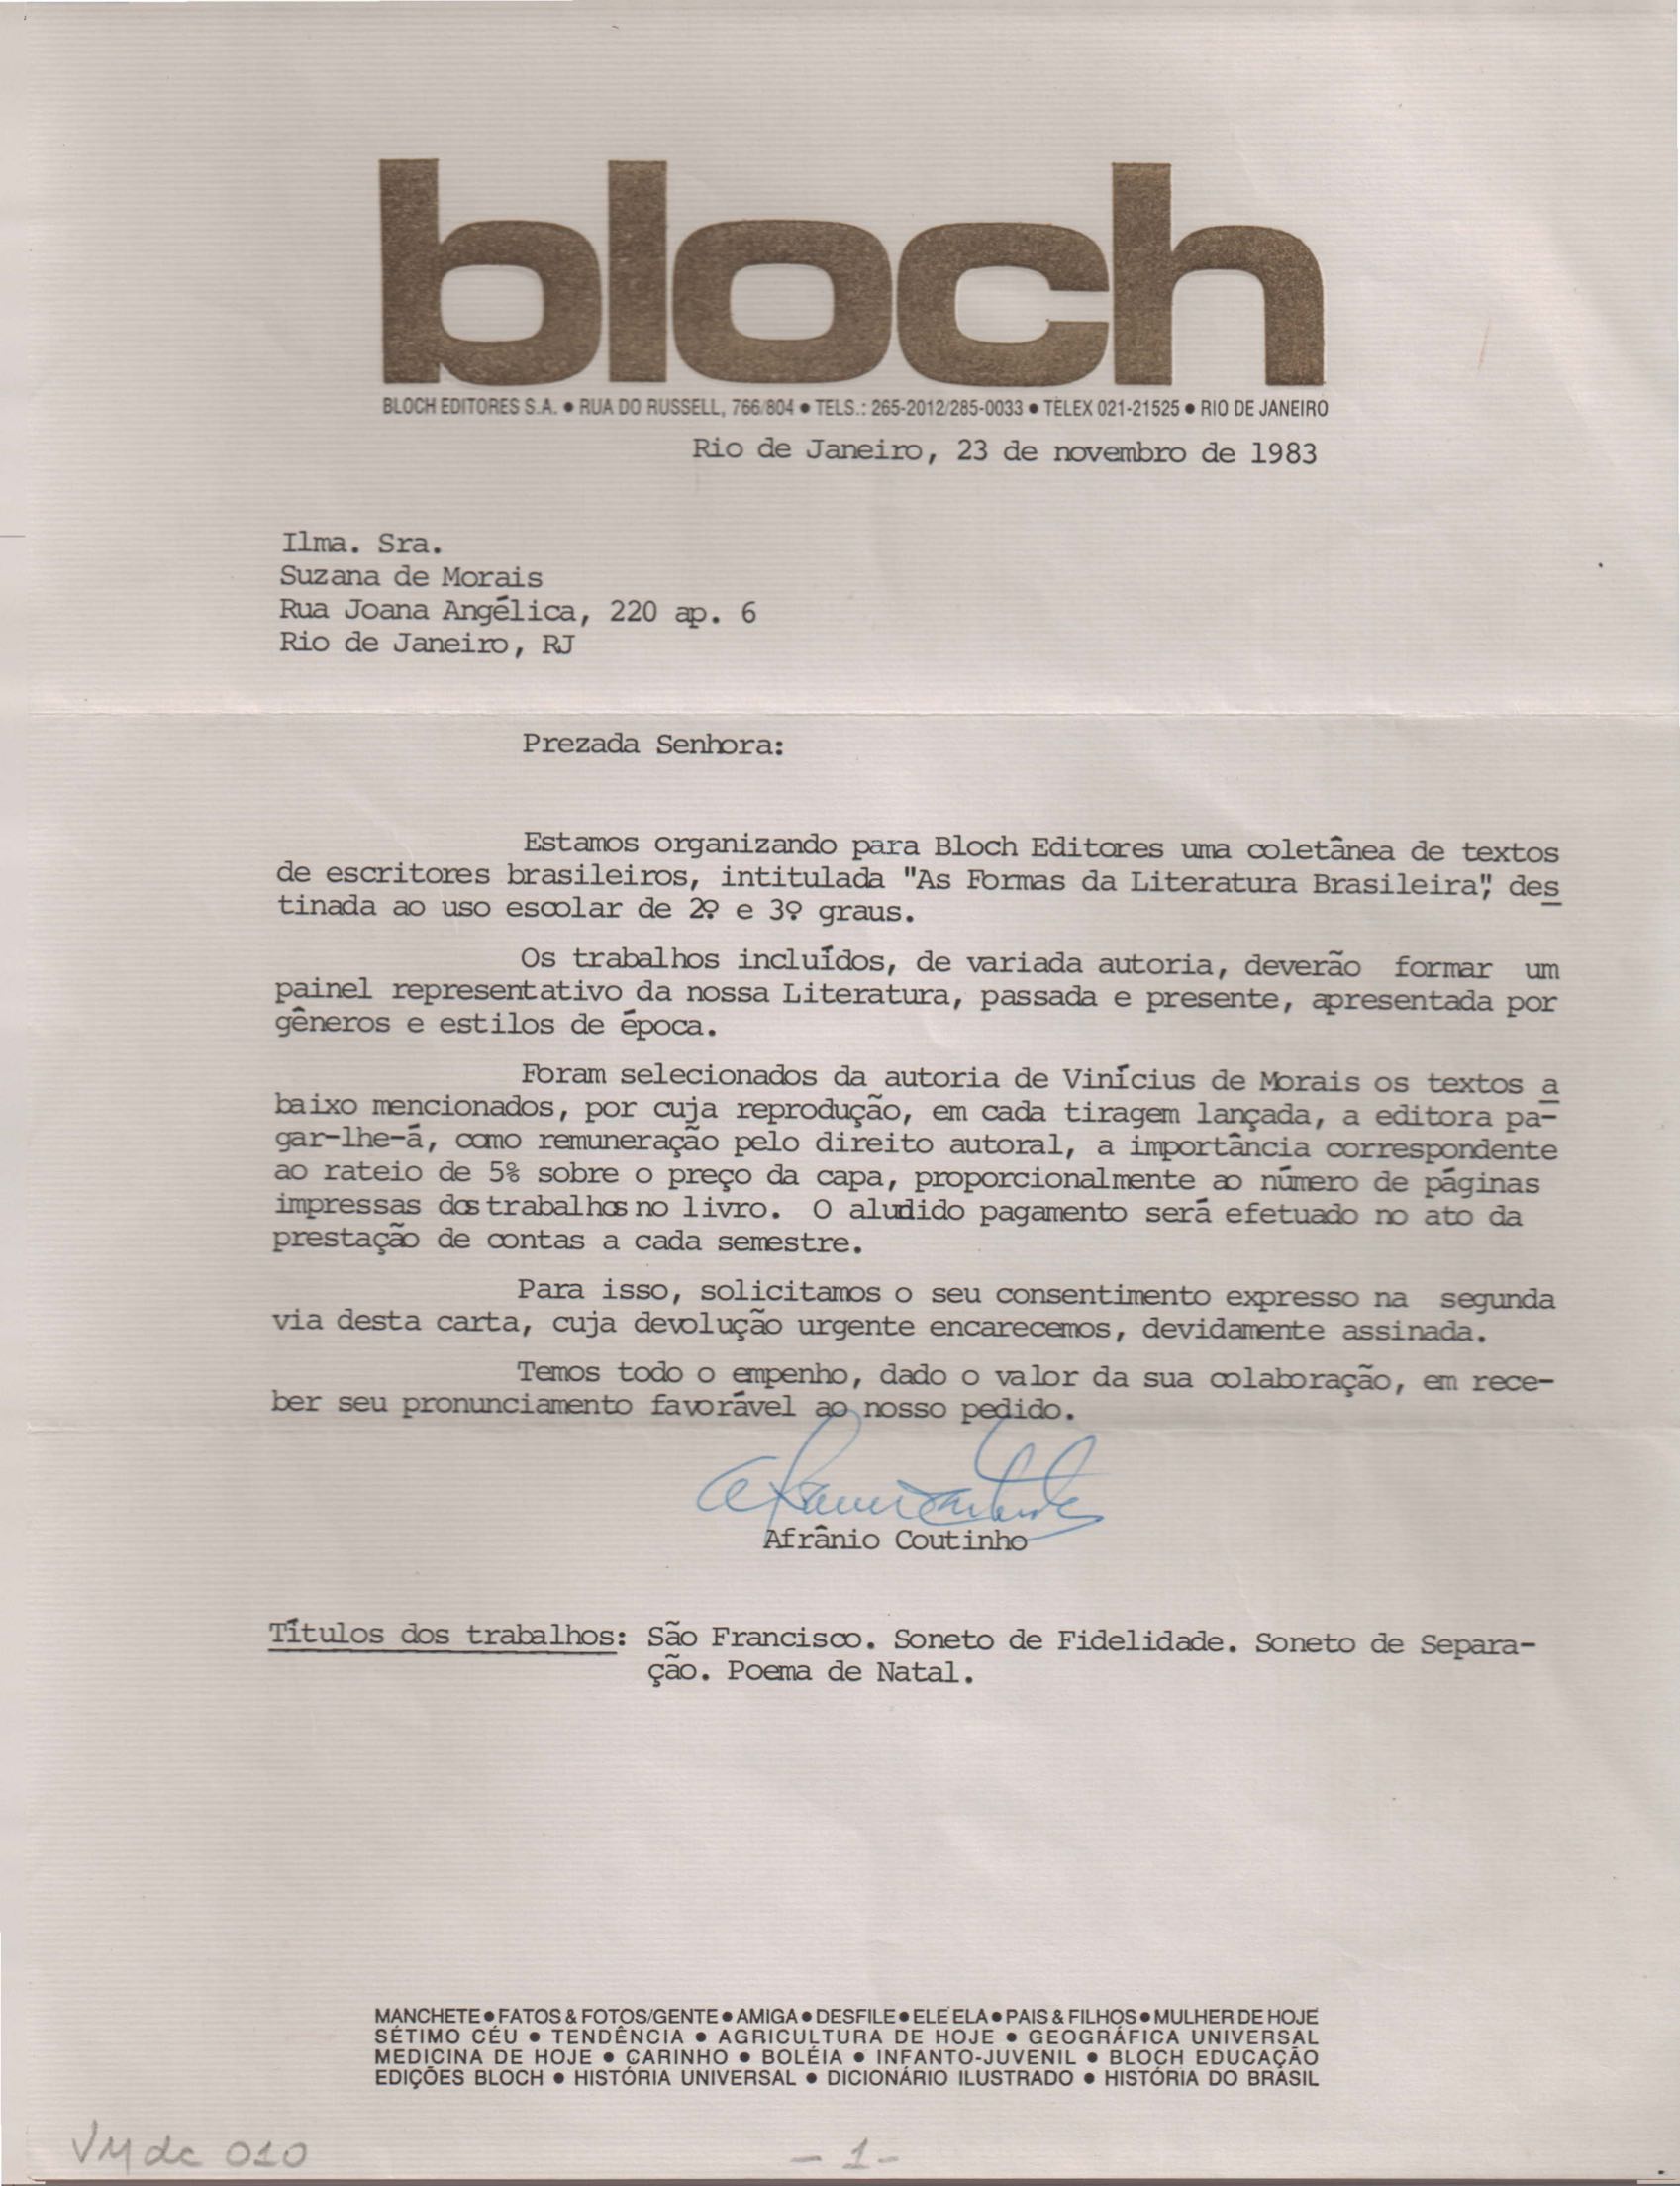 bloch
BLOCH EDITORES S.A. ● RUA DO RUSSELL, 766/804 ● TELS.: 265-2012/285-0033 ● TELEX 021-21525 ● RIO DE JANEIRO
Rio de Janeiro, 23 de novembro de 1983
Ilma. Sra.
Suzana de Morais
Rua Joana Angélica, 220 ap. 6
Rio de Janeiro, RJ
Prezada Senhora:
Estamos organizando para Bloch Editores uma coletânea de textos
de escritores brasileiros, intitulada "As Formas da Literatura Brasileira", des
tinada ao uso escolar de 2º e 3º graus.
Os trabalhos incluídos, de variada autoria, deverão formar um
painel representativo da nossa Literatura, passada e presente, apresentada por
gêneros e estilos de época.
Foram selecionados da autoria de Vinícius de Morais os textos a
baixo mencionados, por cuja reprodução, em cada tiragem lançada, a editora pa-
gar-lhe-á, como remuneração pelo direito autoral, a importância correspondente
ao rateio de 5% sobre o preço da capa, proporcionalmente ao número de páginas
impressas dos trabalhos no livro. O aludido pagamento será efetuado no ato da
prestação de contas a cada semestre.
Para isso, solicitamos o seu consentimento expresso na segunda
via desta carta, cuja devolução urgente encarecemos, devidamente assinada.
Temos todo o empenho, dado o valor da sua colaboração, em rece-
ber seu pronunciamento favorável ao nosso pedido.
Afrânio Coutinho
Afrânio Coutinho
Títulos dos trabalhos: São Francisco. Soneto de Fidelidade. Soneto de Separa-
ção. Poema de Natal.
MANCHETE ● FATOS & FOTOS/GENTE ● AMIGA ● DESFILE ● ELE ELA ● PAIS & FILHOS ● MULHER DE HOJE
SÉTIMO CÉU ● TENDÊNCIA ● AGRICULTURA DE HOJE ● GEOGRÁFICA UNIVERSAL
MEDICINA DE HOJE ● CARINHO ● BOLÉIA ● INFANTO-JUVENIL ● BLOCH EDUCAÇÃO
EDIÇÕES BLOCH ● HISTÓRIA UNIVERSAL ● DICIONÁRIO ILUSTRADO ● HISTÓRIA DO BRASIL
VMdc 010
- 1 -